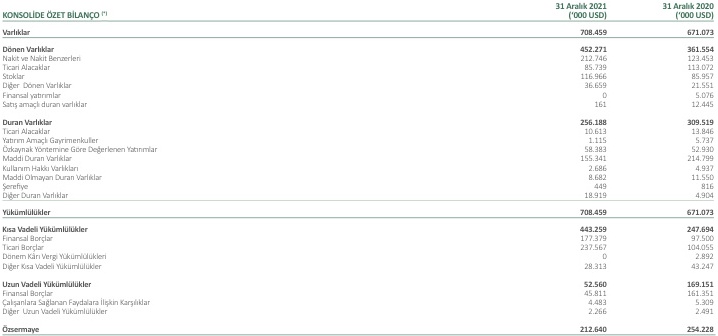 31 Aralık 2021 31 Aralık 2020
KONSOLİDE ÖZET BİLANÇO (*) ('000 USD) ('000 USD)
Varlıklar 708.459 671.073
Dönen Varlıklar 452.271 361.554
Nakit ve Nakit Benzerleri 212.746 123.453
Ticari Alacaklar 85.739 113.072
Stoklar 116.966 85.957
Diğer Dönen Varlıklar 36.659 21.551
Finansal yatırımlar 0 5.076
Satış amaçlı duran varlıklar 161 12.445
Duran Varlıklar 256.188 309.519
Ticari Alacaklar 10.613 13.846
Yatırım Amaçlı Gayrimenkuller 1.115 5.737
Özkaynak Yöntemine Göre Değerlenen Yatırımlar 58.383 52.930
Maddi Duran Varlıklar 155.341 214.799
Kullanım Hakkı Varlıkları 2.686 4.937
Maddi Olmayan Duran Varlıklar 8.682 11.550
Şerefiye 449 816
Diğer Duran Varlıklar 18.919 4.904
Yükümlülükler 708.459 671.073
Kısa Vadeli Yükümlülükler 443.259 247.694
Finansal Borçlar 177.379 97.500
Ticari Borçlar 237.567 104.055
Dönem Kârı Vergi Yükümlülükleri 0 2.892
Diğer Kısa Vadeli Yükümlülükler 28.313 43.247
Uzun Vadeli Yükümlülükler 52.560 169.151
Finansal Borçlar 45.811 161.351
Çalışanlara Sağlanan Faydalara İlişkin Karşılıklar 4.483 5.309
Diğer Uzun Vadeli Yükümlülükler 2.266 2.491
Özsermaye 212.640 254.228